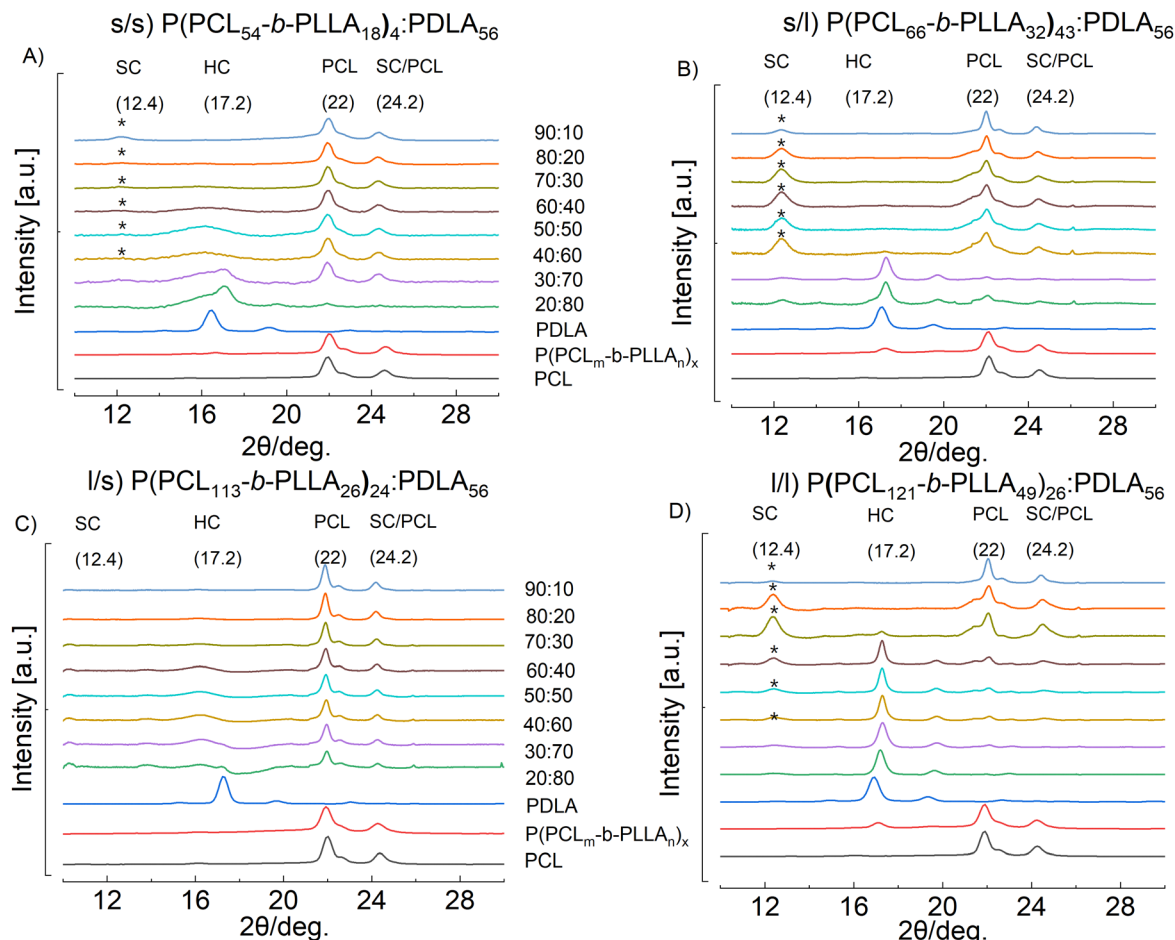 s/s) P(PCL54-b-PLLA18)4:PDLA56
A)
SC HC PCL SC/PCL
(12.4) (17.2) (22) (24.2)
*
*
*
*
*
*
90:10
80:20
70:30
60:40
50:50
40:60
30:70
20:80
PDLA
P(PCLm-b-PLLAn)x
PCL
Intensity [a.u.]
12 16 20 24 28
2θ/deg.
s/l) P(PCL66-b-PLLA32)43:PDLA56
B)
SC HC PCL SC/PCL
(12.4) (17.2) (22) (24.2)
*
*
*
*
*
*
Intensity [a.u.]
12 16 20 24 28
2θ/deg.
l/s) P(PCL113-b-PLLA26)24:PDLA56
C)
SC HC PCL SC/PCL
(12.4) (17.2) (22) (24.2)
90:10
80:20
70:30
60:40
50:50
40:60
30:70
20:80
PDLA
P(PCLm-b-PLLAn)x
PCL
Intensity [a.u.]
12 16 20 24 28
2θ/deg.
l/l) P(PCL121-b-PLLA49)26:PDLA56
D)
SC HC PCL SC/PCL
(12.4) (17.2) (22) (24.2)
*
*
*
*
*
*
Intensity [a.u.]
12 16 20 24 28
2θ/deg.